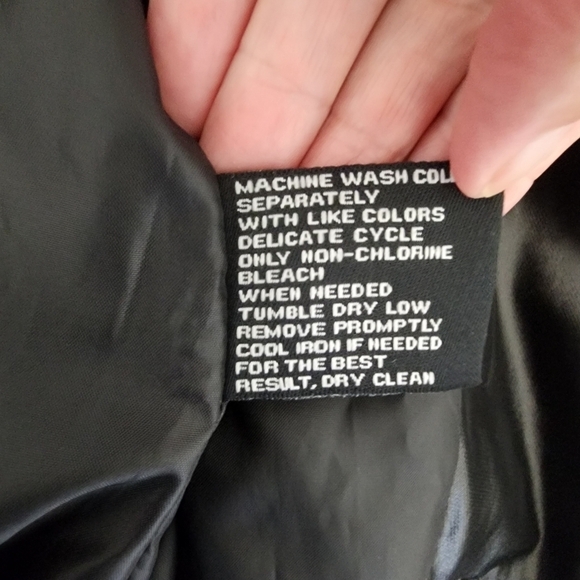 MACHINE WASH COL
SEPARATELY
WITH LIKE COLORS
DELICATE CYCLE
ONLY NON-CHLORINE
BLEACH
WHEN NEEDED
TUMBLE DRY LOW
REMOVE PROMPTLY
COOL IRON IF NEEDED
FOR THE BEST
RESULT, DRY CLEAN